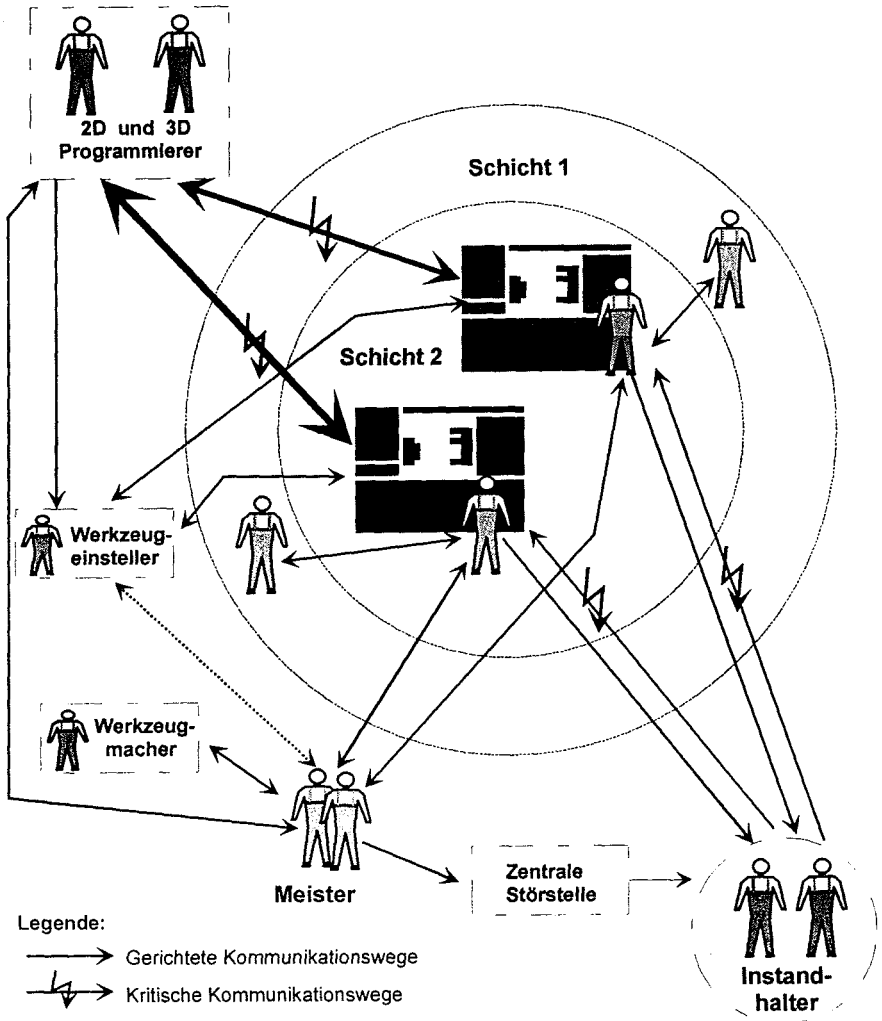 2D und 3D
Programmierer
Schicht 1
Schicht 2
Werkzeug-
einsteller
Werkzeug-
macher
Meister
Zentrale
Störstelle
Instand-
halter
Legende:
Gerichtete Kommunikationswege
Kritische Kommunikationswege